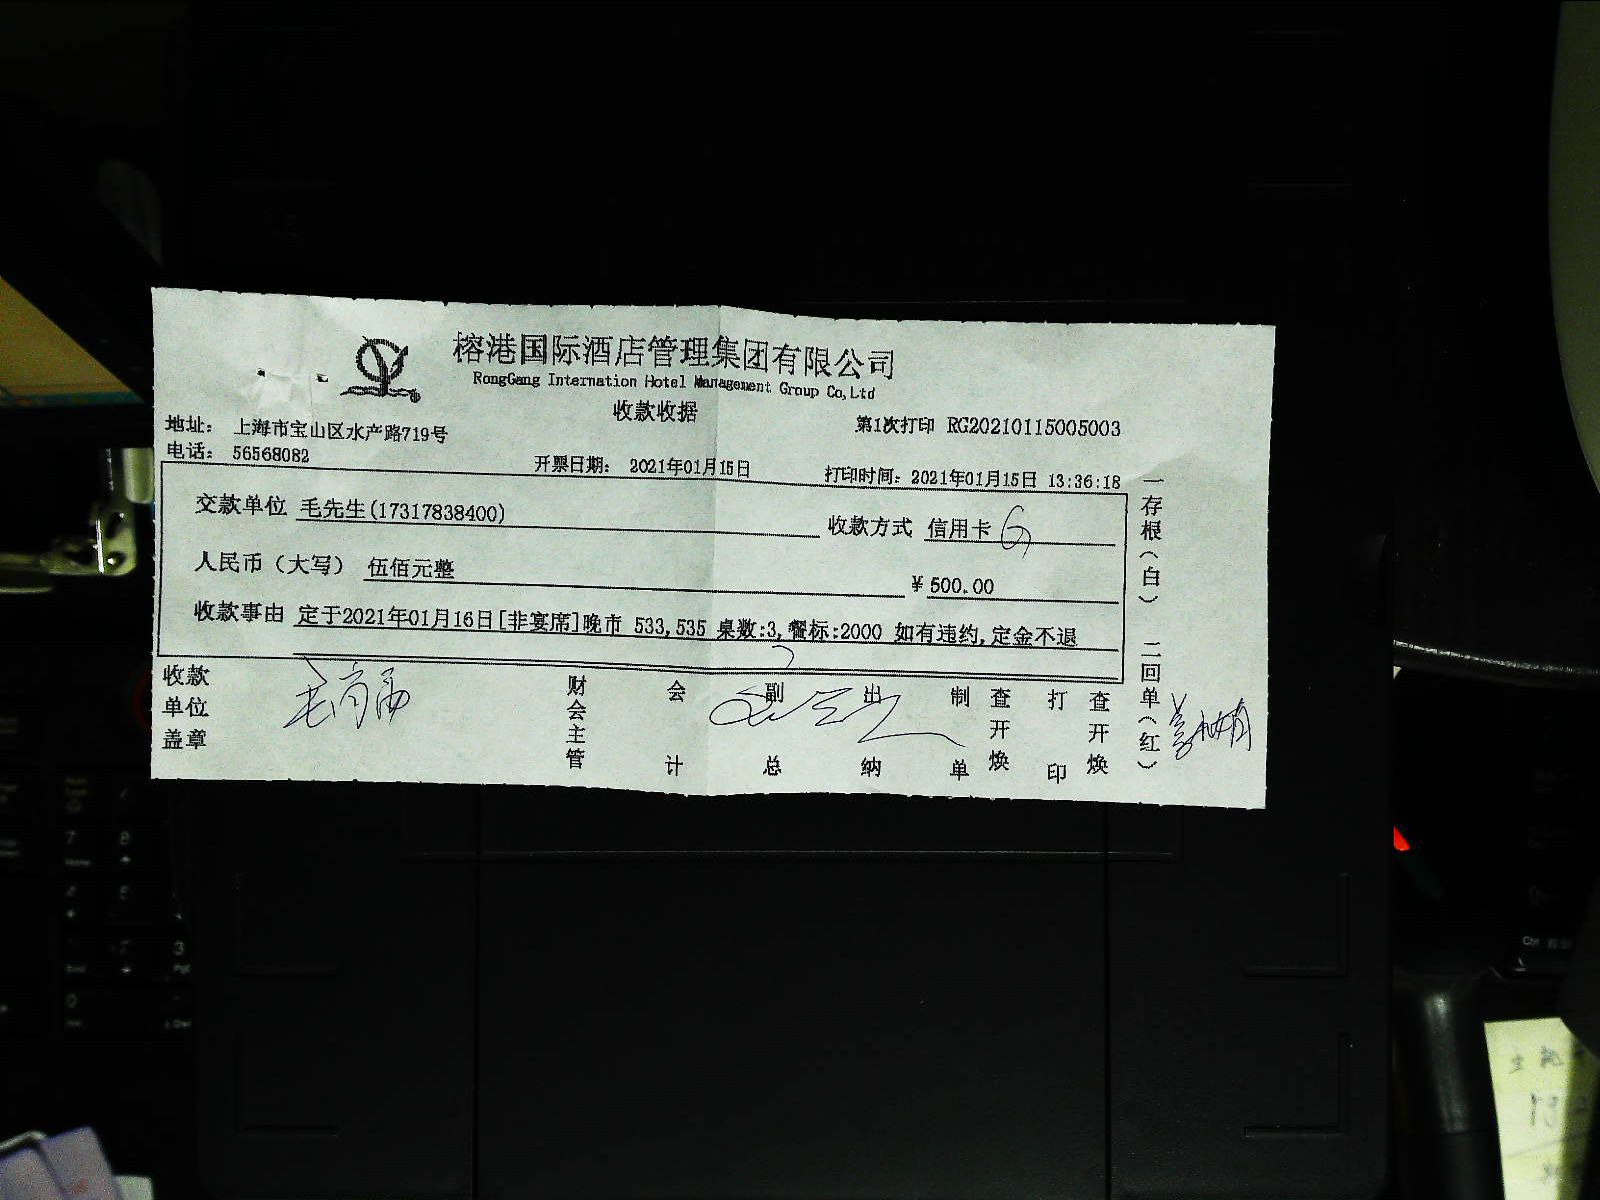 榕港国际酒店管理集团有限公司
RongGang Internation Hotel Management Group Co,Ltd
收款收据
第1次打印 RG20210115005003
地址： 上海市宝山区水产路719号
电话： 56568082
开票日期： 2021年01月15日
打印时间：2021年01月15日 13:36:18
交款单位 毛先生(17317838400)
收款方式 信用卡
人民币（大写） 伍佰元整
￥500.00
收款事由 定于2021年01月16日[非宴席]晚市 533,535 桌数:3,餐标:2000 如有违约,定金不退
收款单位盖章
财会主管
会计
副总
出纳
制单
查开焕
打印
查开焕
一存根（白） 二回单（红）